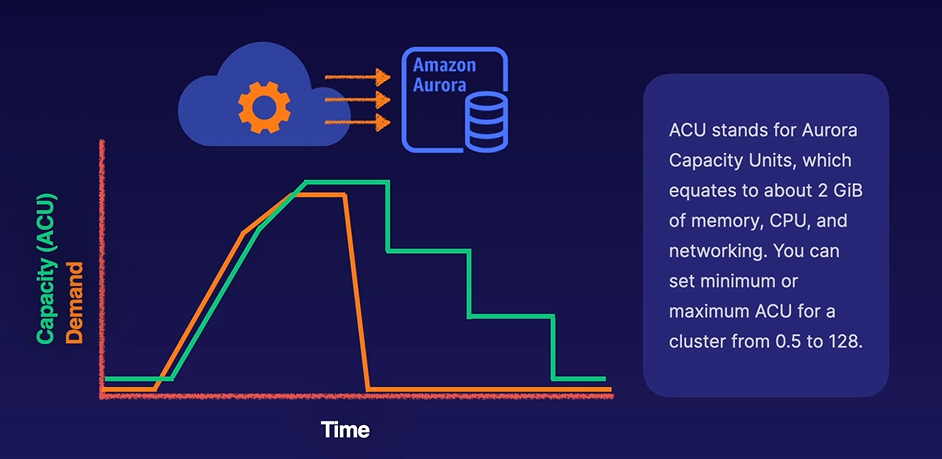 Amazon
Aurora
Capacity (ACU)
Demand
Time
ACU stands for Aurora
Capacity Units, which
equates to about 2 GiB
of memory, CPU, and
networking. You can
set minimum or
maximum ACU for a
cluster from 0.5 to 128.